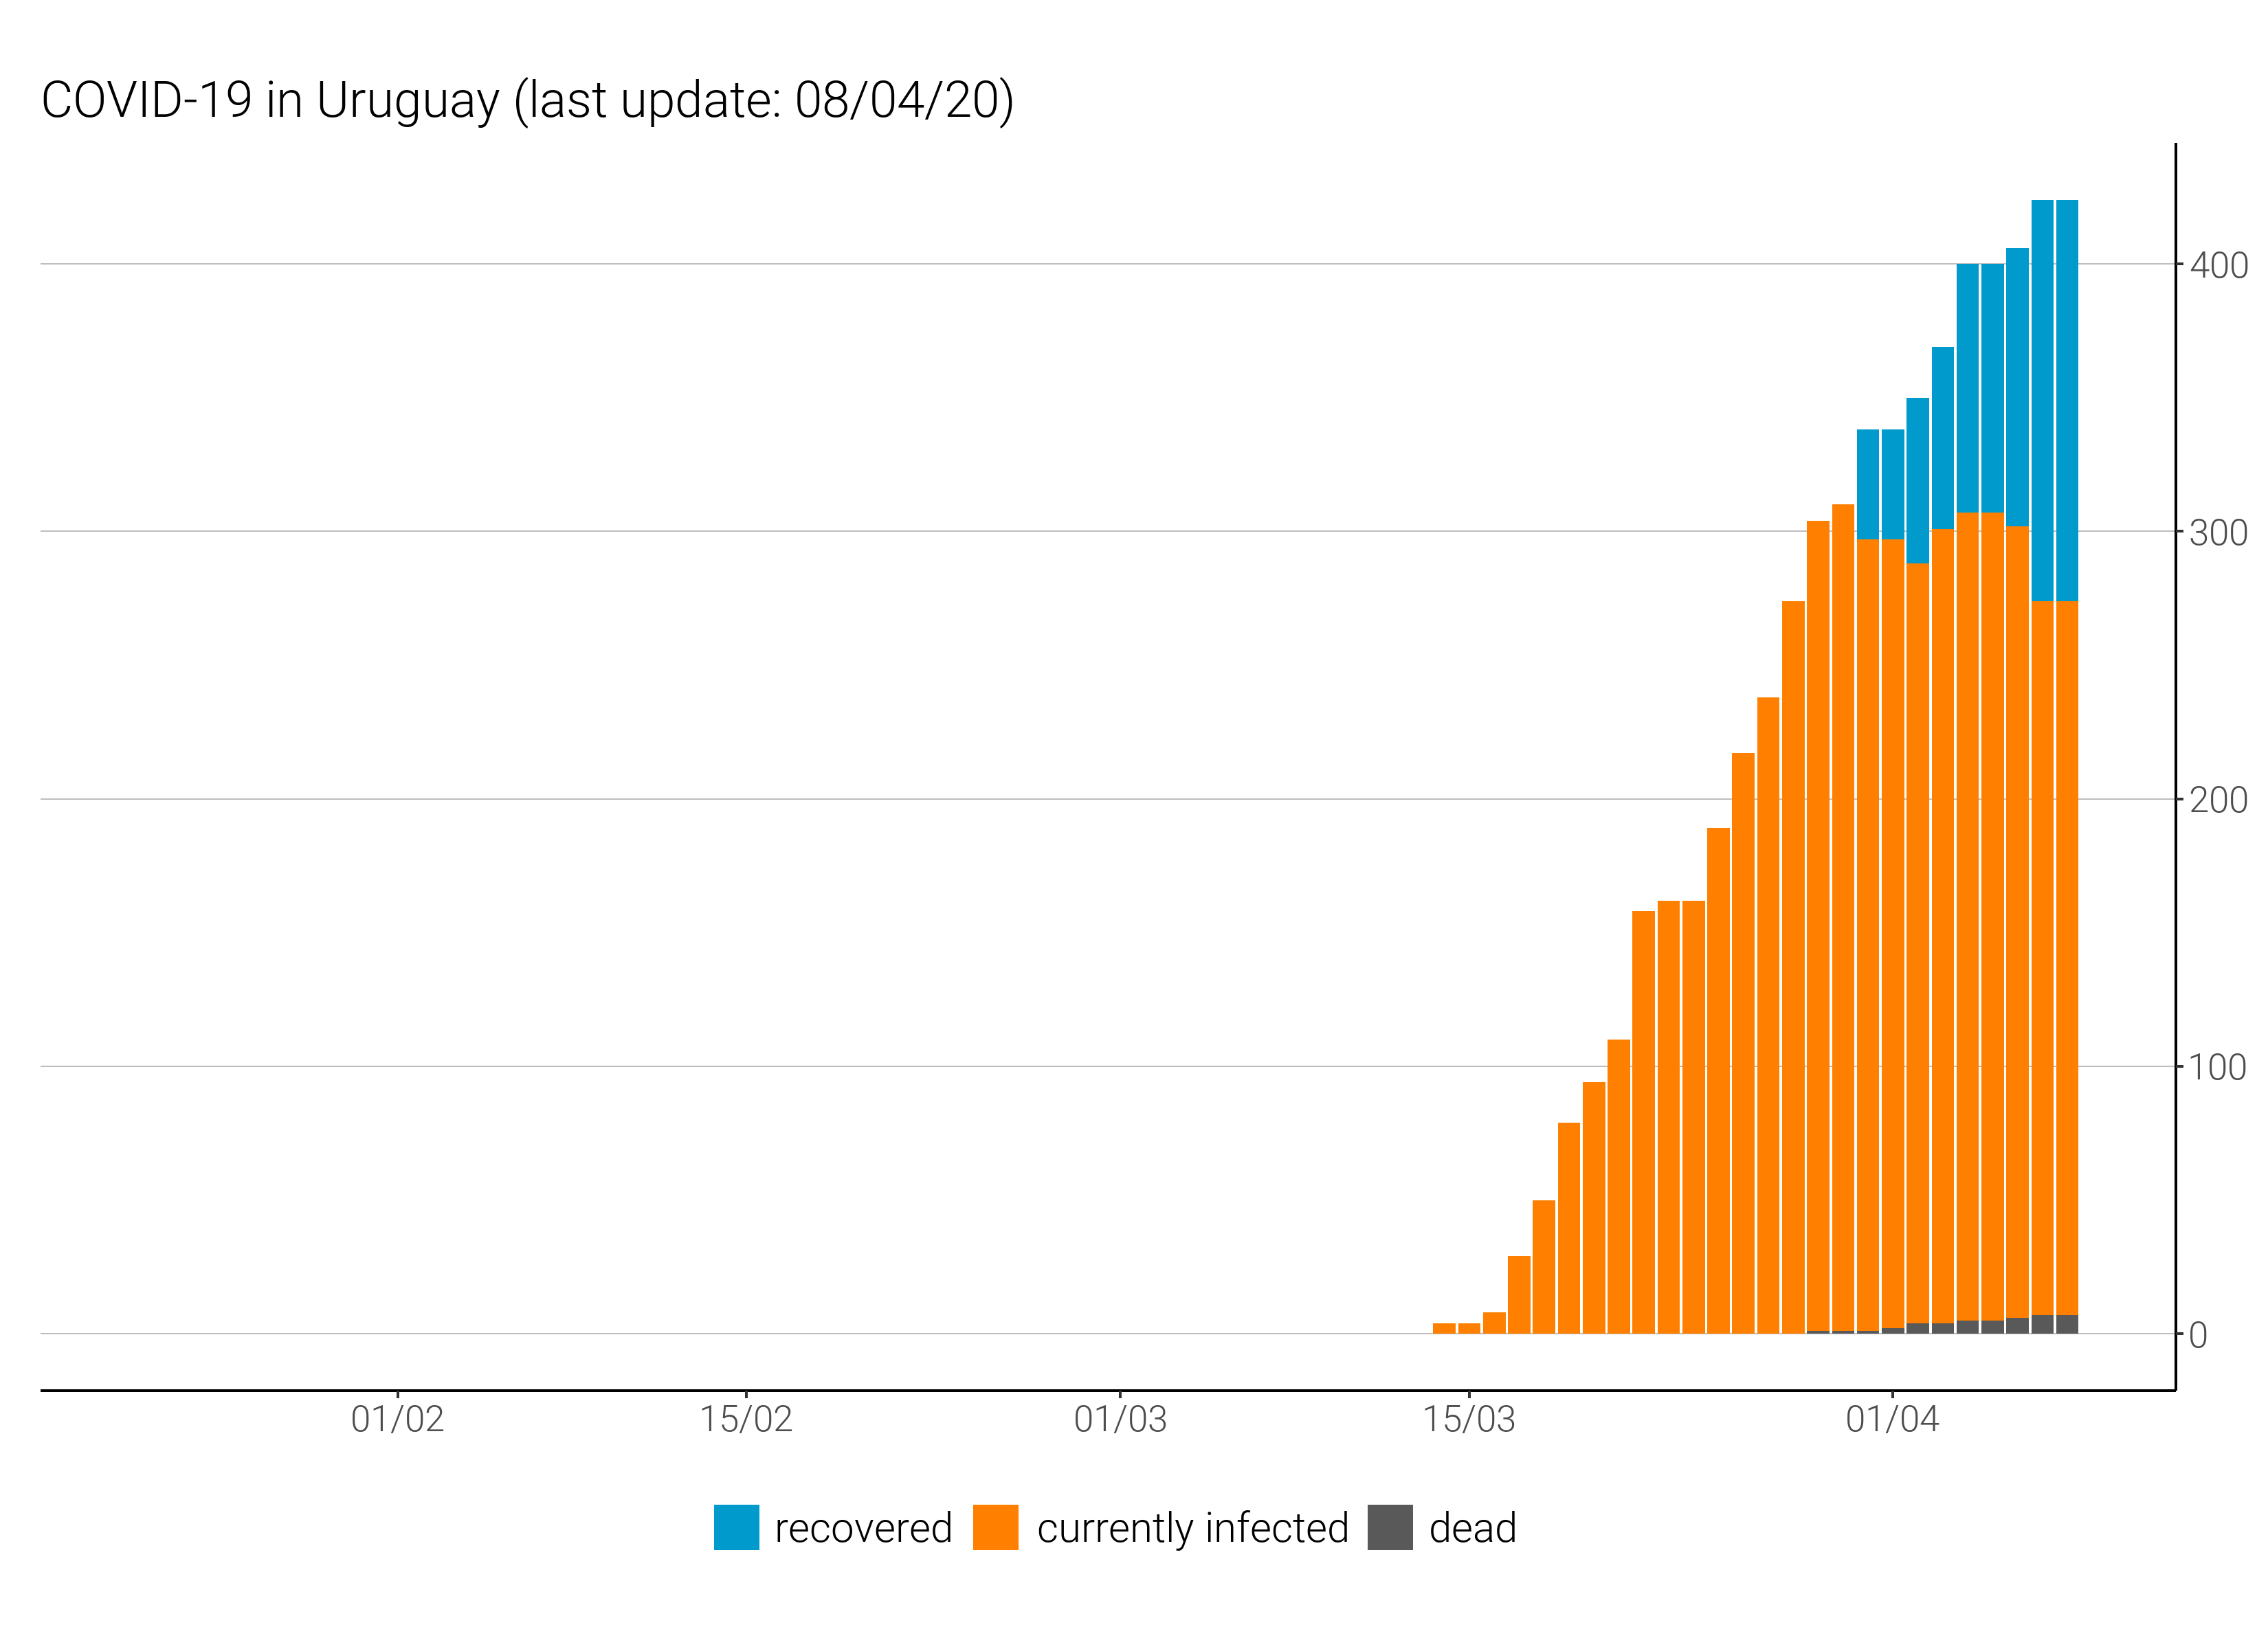 COVID-19 in Uruguay (last update: 08/04/20)
400
300
200
100
0
01/02 15/02 01/03 15/03 01/04
recovered currently infected dead